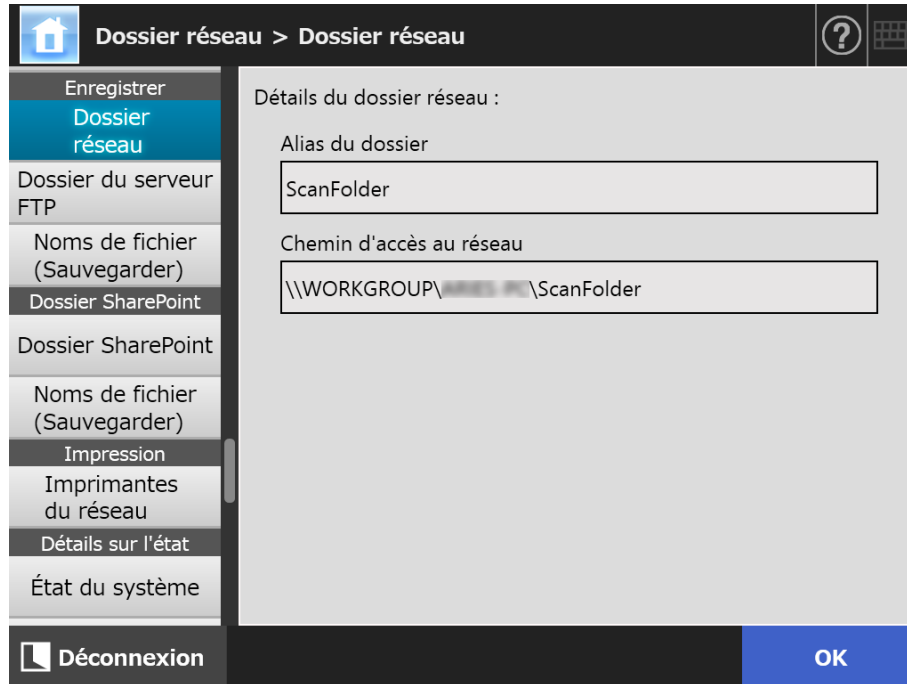 Dossier réseau > Dossier réseau
?
Enregistrer
Dossier
réseau
Dossier du serveur
FTP
Noms de fichier
(Sauvegarder)
Dossier SharePoint
Dossier SharePoint
Noms de fichier
(Sauvegarder)
Impression
Imprimantes
du réseau
Détails sur l'état
État du système
Détails du dossier réseau :
Alias du dossier
ScanFolder
Chemin d'accès au réseau
\\WORKGROUP\ \ScanFolder
Déconnexion
OK